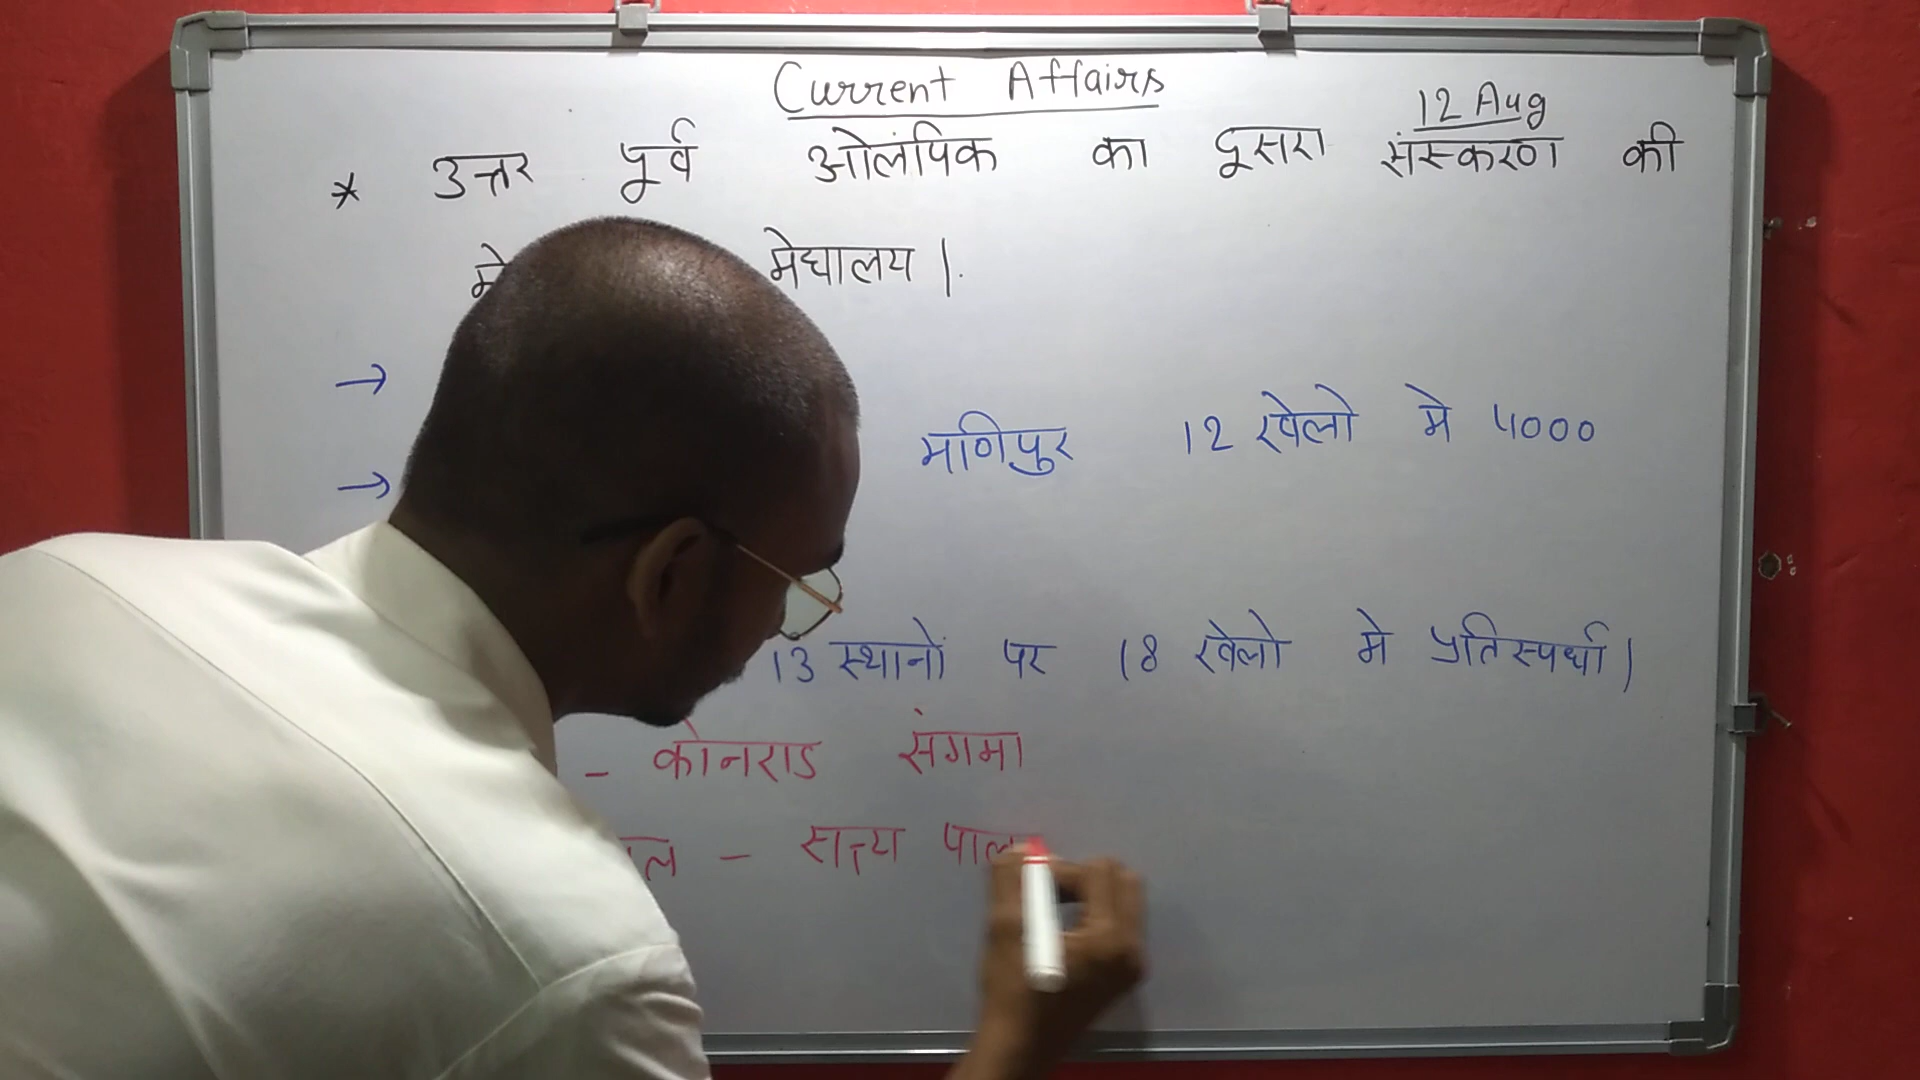 Current Affairs
12 Aug
* उत्तर पूर्व ओलंपिक का दूसरा संस्करण की
मेघालय |
→
मणिपुर 12 खेलो मे 4000
→
13 स्थानों पर 18 खेलो मे प्रतिस्पर्धा |
- कोनराड संगमा
- सत्य पाल